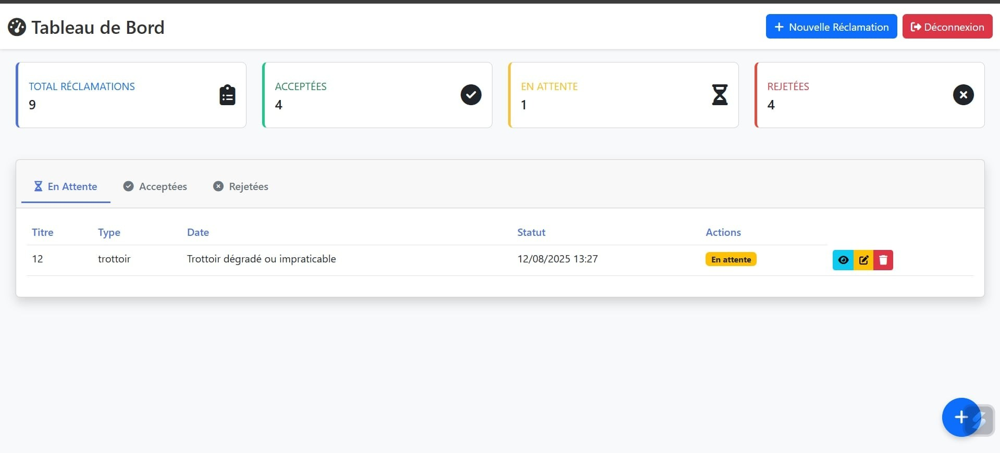 Tableau de Bord
Nouvelle Réclamation
Déconnexion
TOTAL RÉCLAMATIONS
9
ACCEPTÉES
4
EN ATTENTE
1
REJETÉES
4
En Attente Acceptées Rejetées
Titre Type Date Statut Actions
12 trottoir Trottoir dégradé ou impraticable 12/08/2025 13:27 En attente